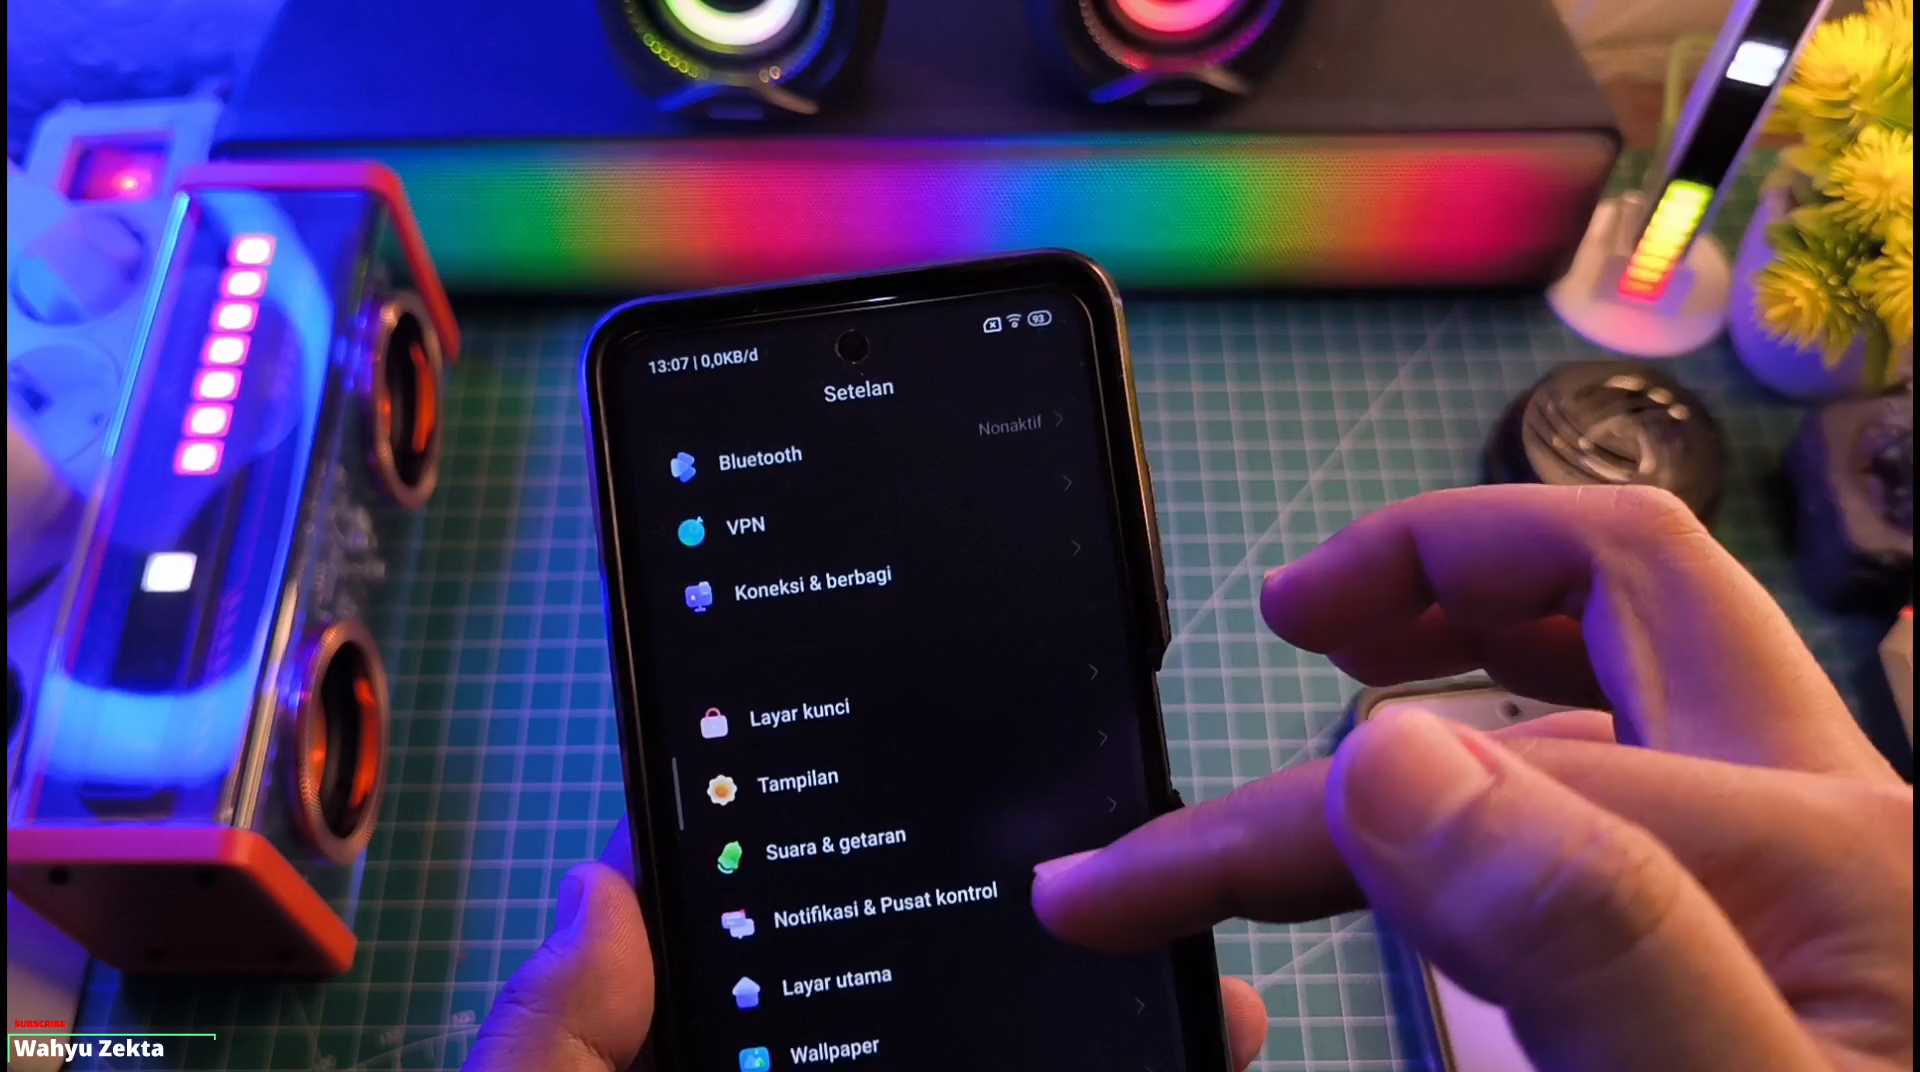 13:07 | 0,0KB/d
93
Setelan
Bluetooth
Nonaktif
VPN
Koneksi & berbagi
Layar kunci
Tampilan
Suara & getaran
Notifikasi & Pusat kontrol
Layar utama
Wallpaper
SUBSCRIBE
Wahyu Zekta